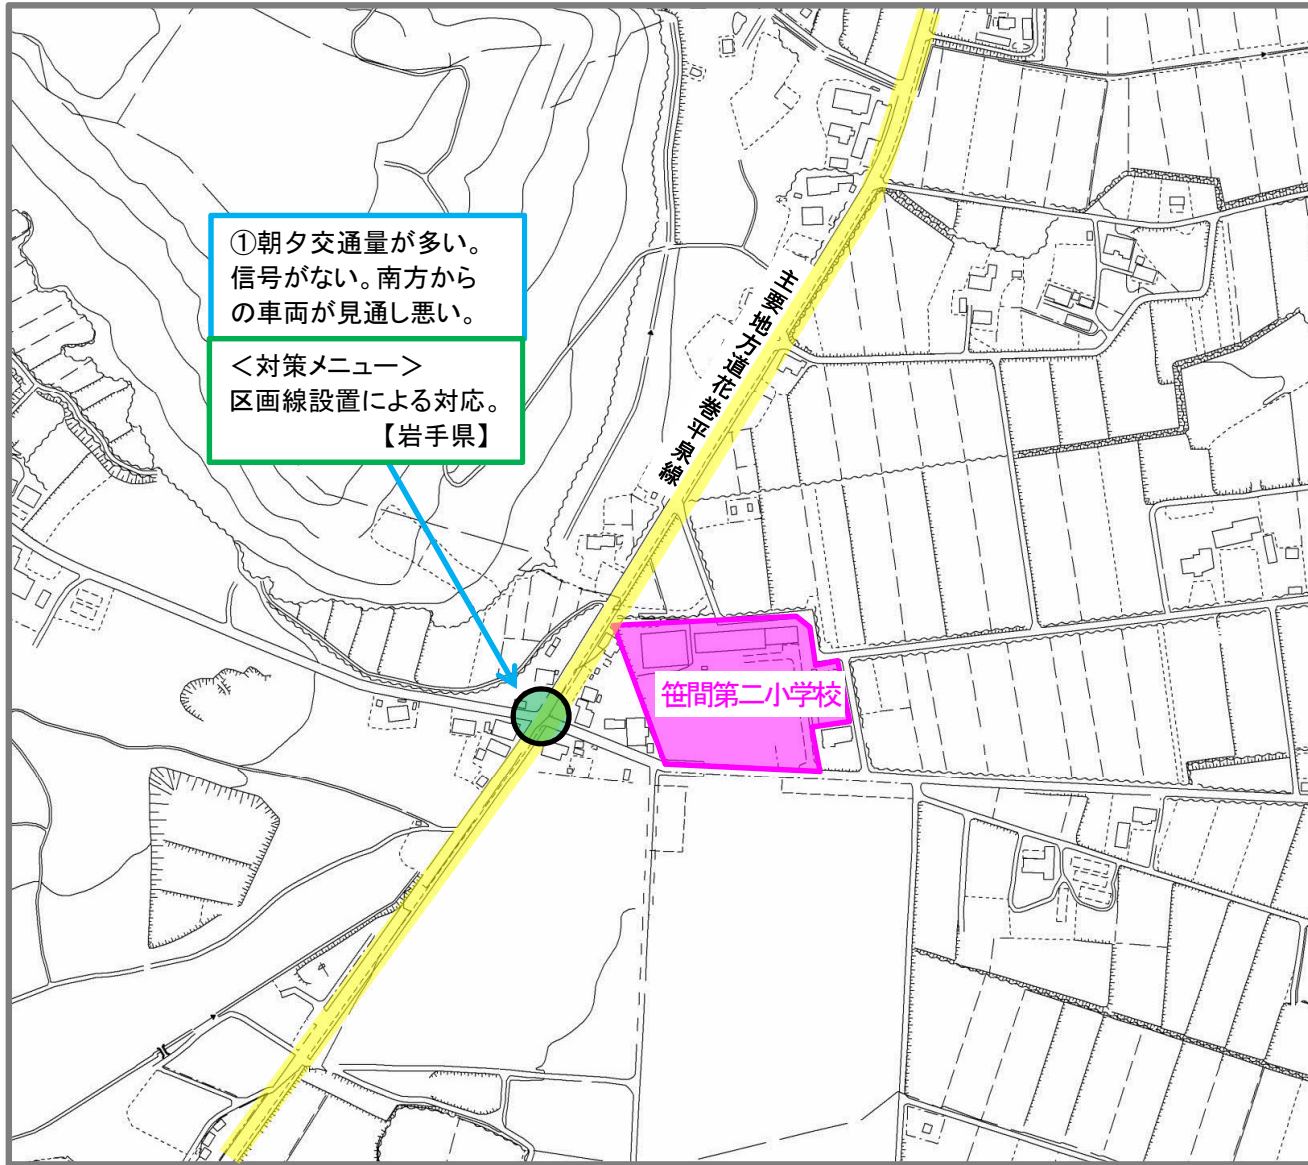 ①朝夕交通量が多い。
信号がない。南方から
の車両が見通し悪い。
＜対策メニュー＞
区画線設置による対応。
【岩手県】
主要地方道花巻平泉線
笹間第二小学校